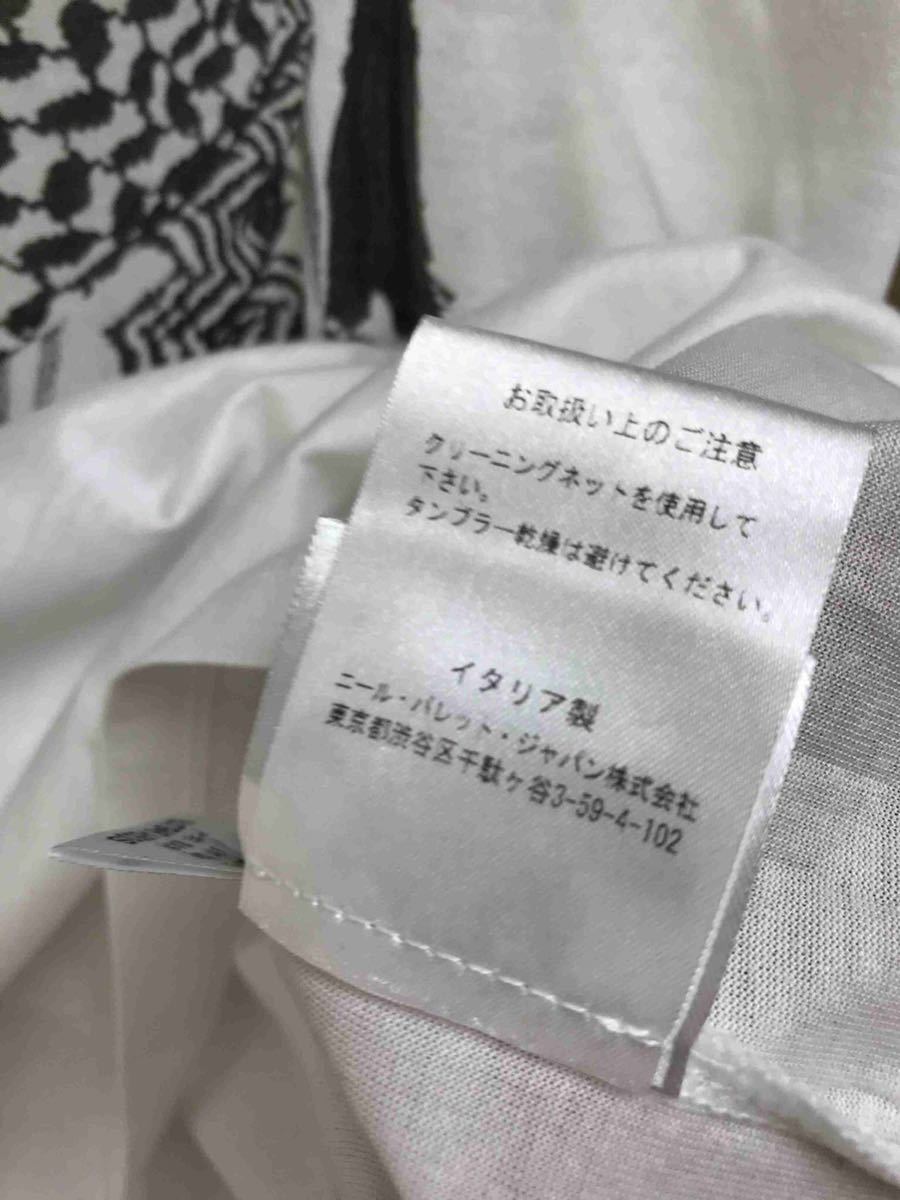 お取扱い上のご注意
クリーニングネットを使用して
下さい。
タンブラー乾燥は避けてください。
イタリア製
ニール・バレット・ジャパン株式会社
東京都渋谷区千駄ヶ谷3-59-4-102